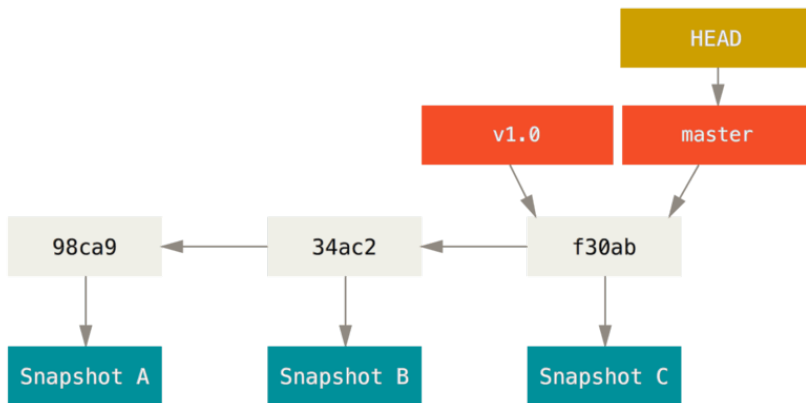 HEAD
v1.0
master
98ca9
34ac2
f30ab
Snapshot A
Snapshot B
Snapshot C